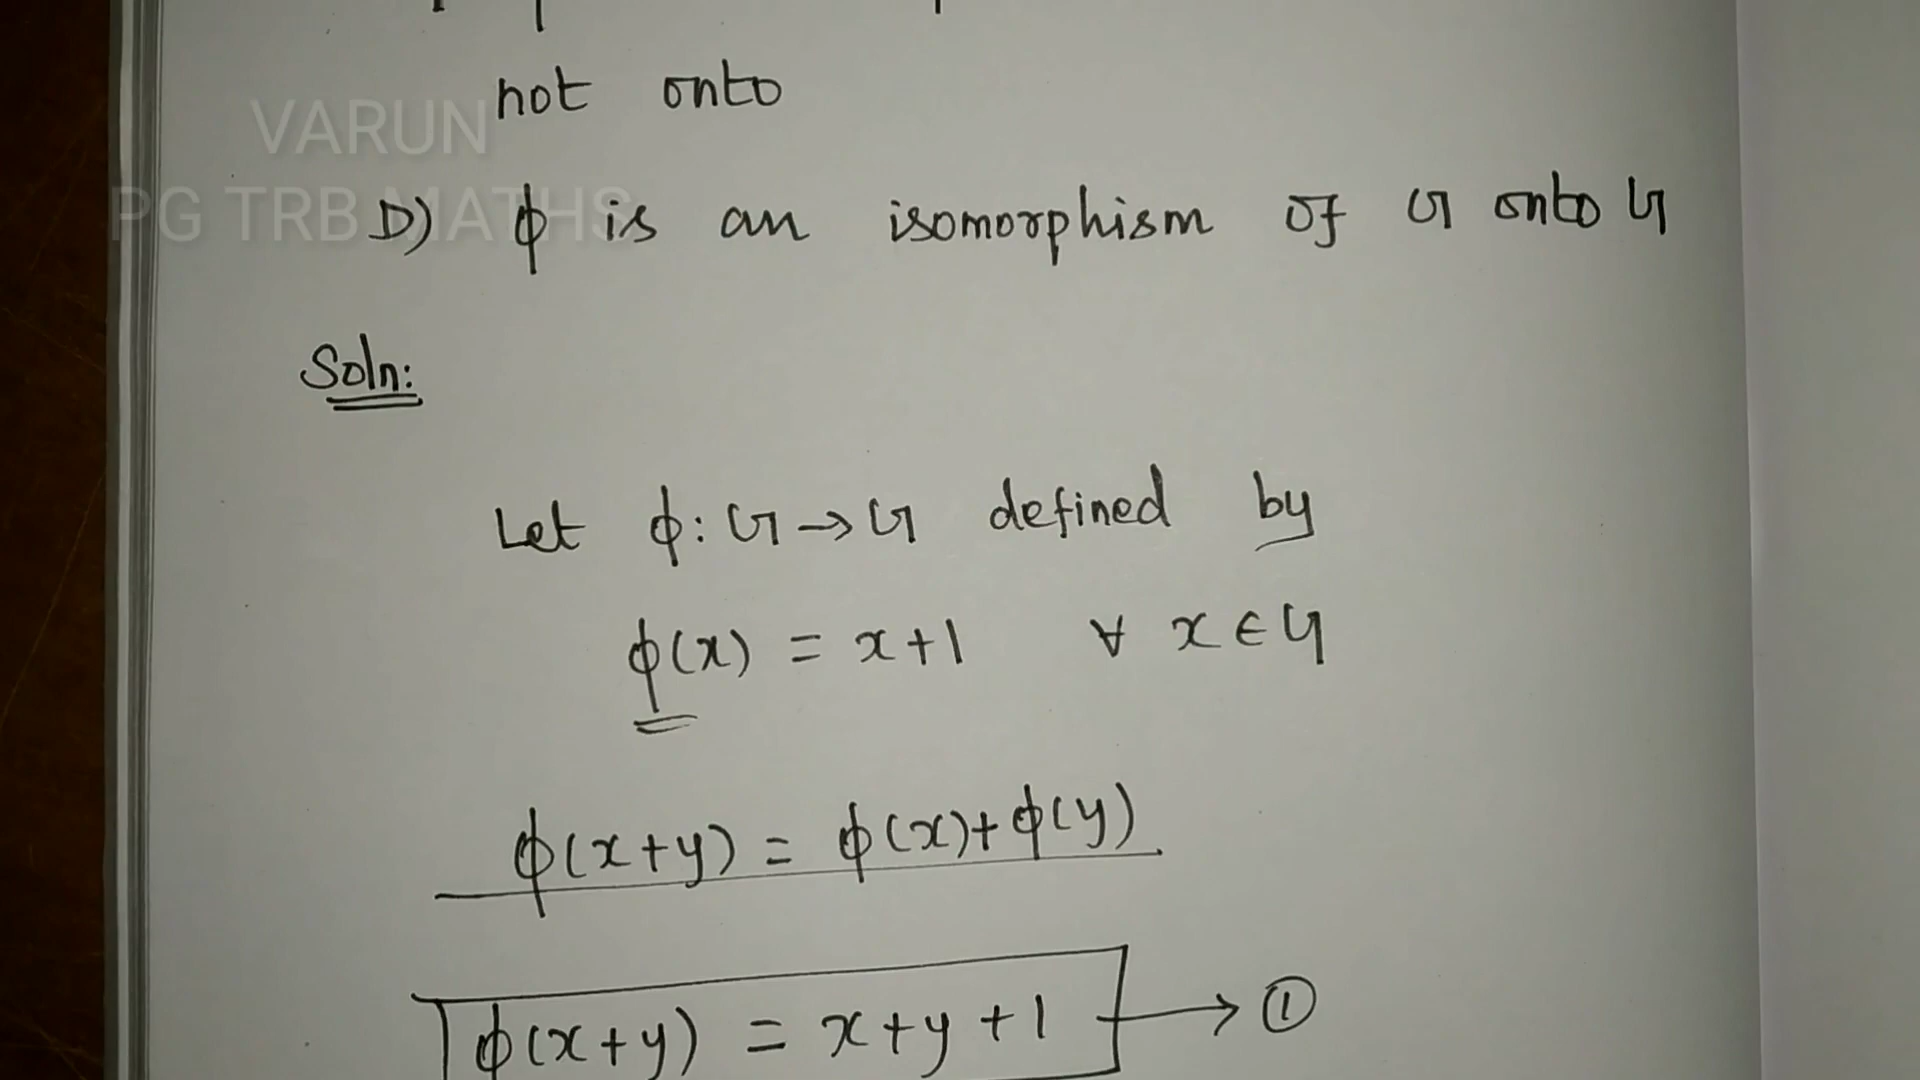 not onto
VARUN
PG TRB MATHS
D) φ is an isomorphism of G onto G
Soln:
Let φ: G → G defined by
φ(x) = x+1 ∀ x ∈ G
φ(x+y) = φ(x)+φ(y)
φ(x+y) = x+y+1 → ①